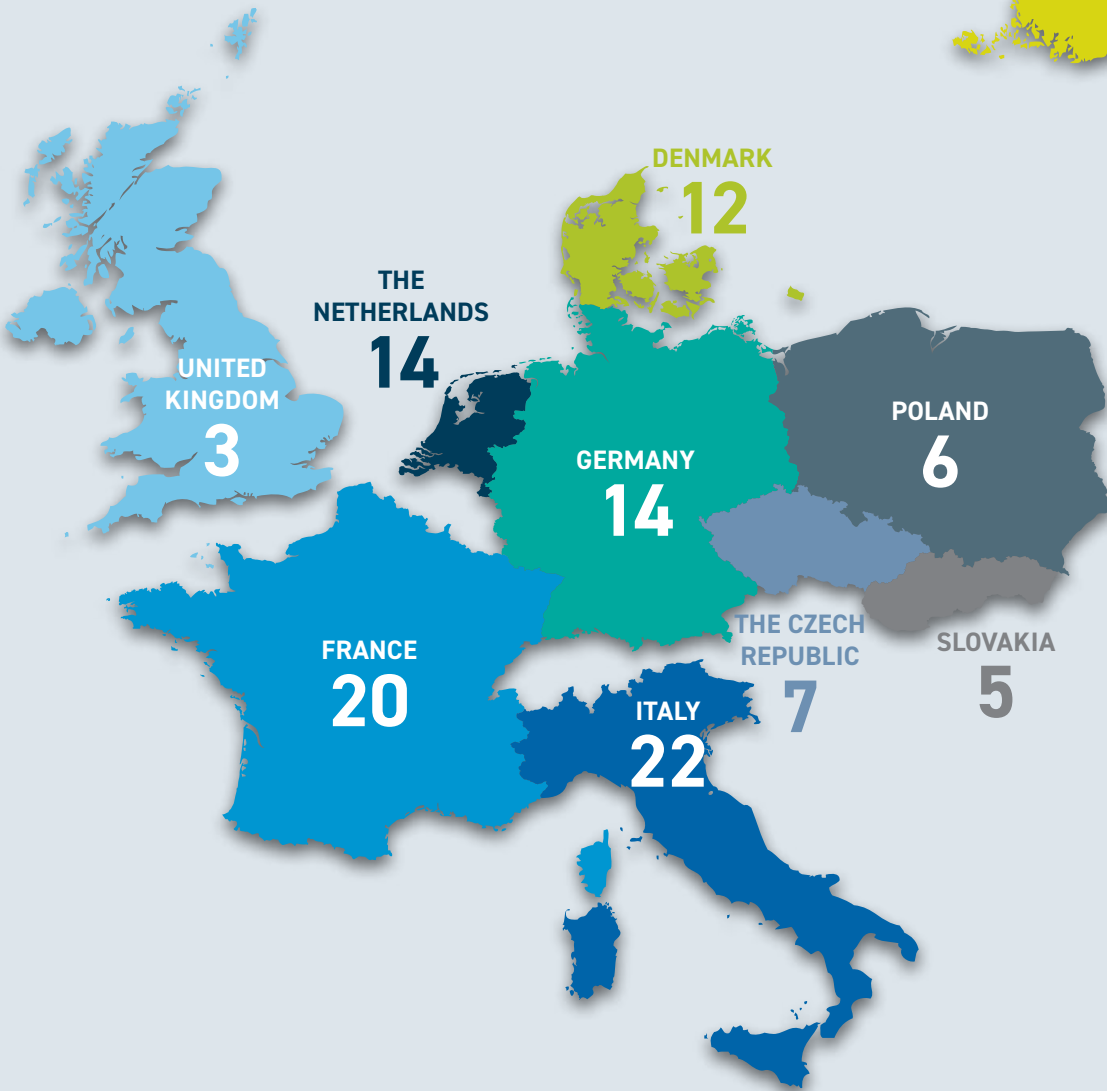 DENMARK
12
THE
NETHERLANDS
14
UNITED
KINGDOM
3
POLAND
6
GERMANY
14
THE CZECH
REPUBLIC
7
SLOVAKIA
5
FRANCE
20
ITALY
22